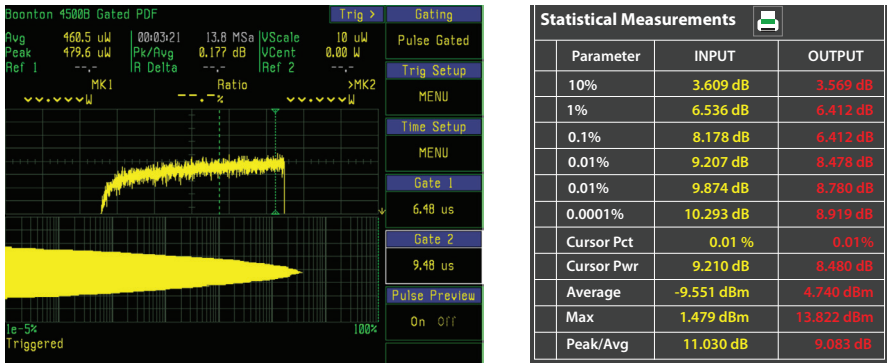 Boonton 4500B Gated PDF
Trig >
Gating
Avg 460.5 uW 00:03:21 13.8 MSa VScale 10 uW
Pulse Gated
Peak 479.6 uW Pk/Avg 0.177 dB VCent 0.00 W
Ref 1 --.- R Delta --.- Ref 2 --.-
Trig Setup
MK1 Ratio >MK2
MENU
W --.-% W
Time Setup
MENU
Gate 1
6.48 us
Gate 2
9.48 us
Pulse Preview
On Off
1e-5% 100%
Triggered
Statistical Measurements
Parameter INPUT OUTPUT
10% 3.609 dB 3.569 dB
1% 6.536 dB 6.412 dB
0.1% 8.178 dB 6.412 dB
0.01% 9.207 dB 8.478 dB
0.01% 9.874 dB 8.780 dB
0.0001% 10.293 dB 8.919 dB
Cursor Pct 0.01 % 0.01%
Cursor Pwr 9.210 dB 8.480 dB
Average -9.551 dBm 4.740 dBm
Max 1.479 dBm 13.822 dBm
Peak/Avg 11.030 dB 9.083 dB